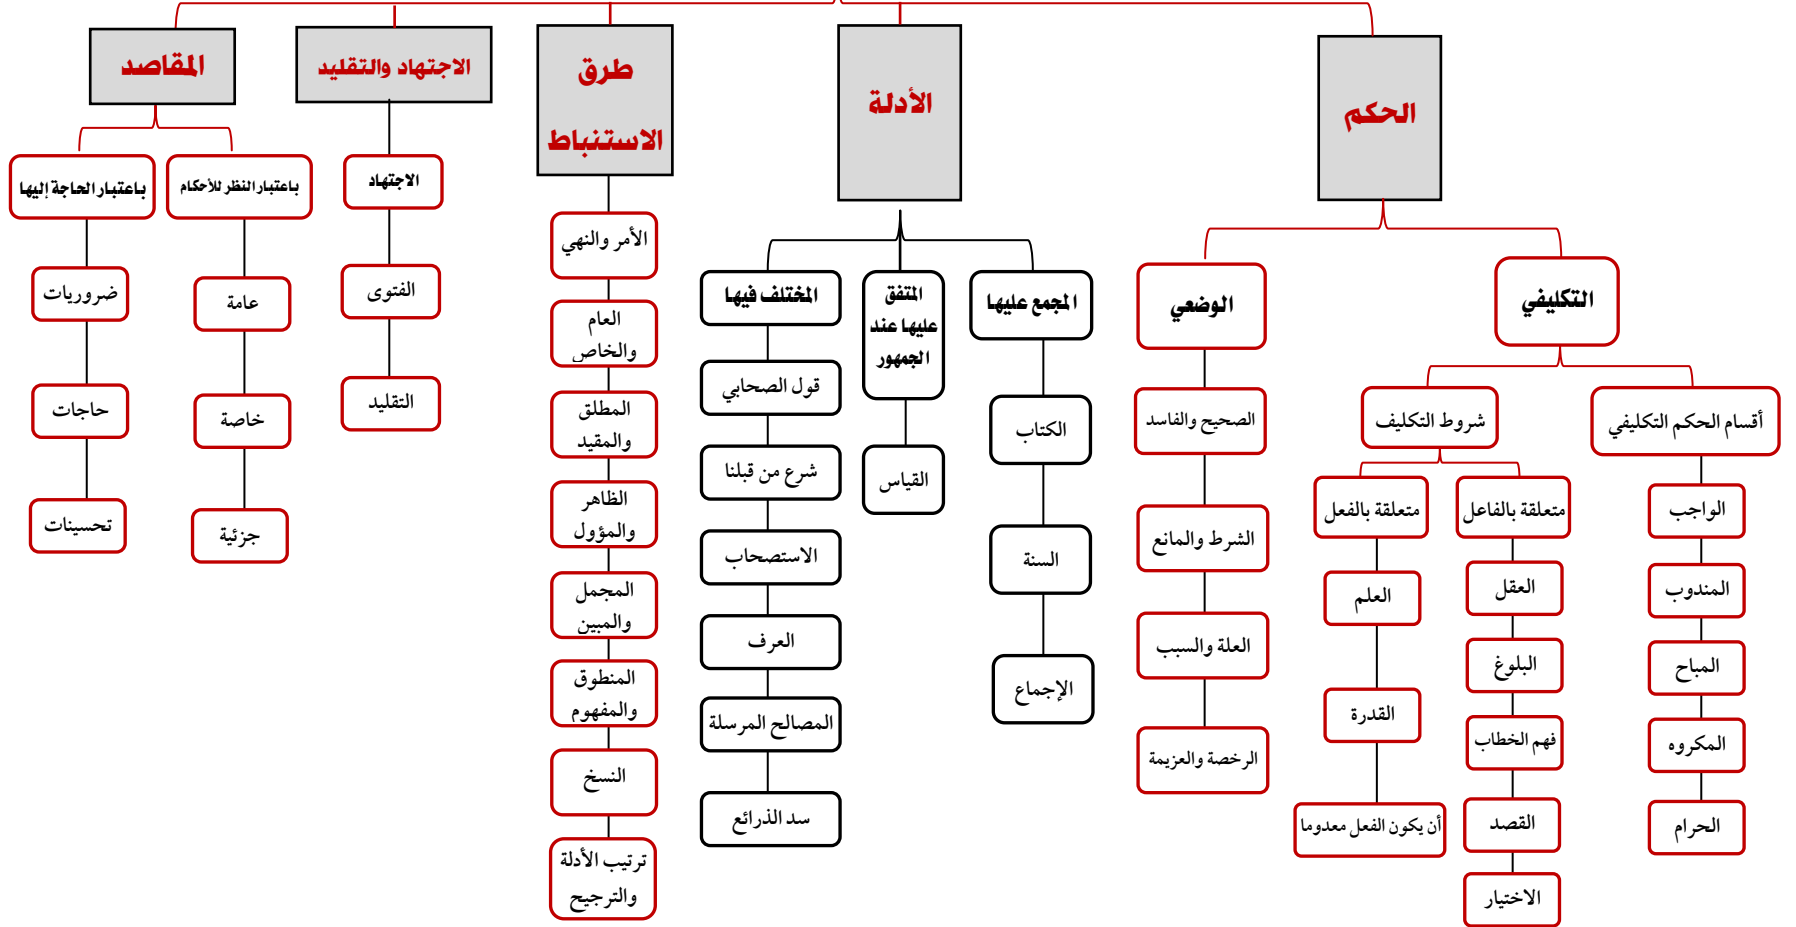 الحكم
التكليفي
أقسام الحكم التكليفي
الواجب
المندوب
المباح
المكروه
الحرام
شروط التكليف
متعلقة بالفاعل
العقل
البلوغ
فهم الخطاب
القصد
الاختيار
متعلقة بالفعل
العلم
القدرة
أن يكون الفعل معدوما
الوضعي
الصحيح والفاسد
الشرط والمانع
العلة والسبب
الرخصة والعزيمة
الأدلة
المجمع عليها
الكتاب
السنة
الإجماع
المتفق
عليها عند
الجمهور
القياس
المختلف فيها
قول الصحابي
شرع من قبلنا
الاستصحاب
العرف
المصالح المرسلة
سد الذرائع
طرق
الاستنباط
الأمر والنهي
العام
والخاص
المطلق
والمقيد
الظاهر
والمؤول
المجمل
والمبين
المنطوق
والمفهوم
النسخ
ترتيب الأدلة
والترجيح
الاجتهاد والتقليد
الاجتهاد
الفتوى
التقليد
المقاصد
باعتبار النظر للأحكام
عامة
خاصة
جزئية
باعتبار الحاجة إليها
ضروريات
حاجات
تحسينات